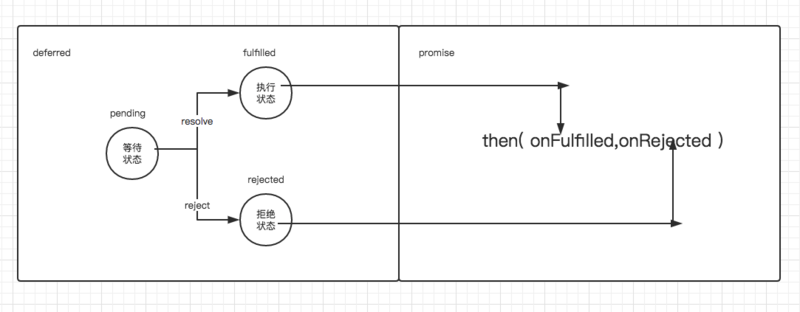 deferred
fulfilled
promise
执行
状态
pending
resolve
等待
状态
then( onFulfilled,onRejected )
rejected
reject
拒绝
状态